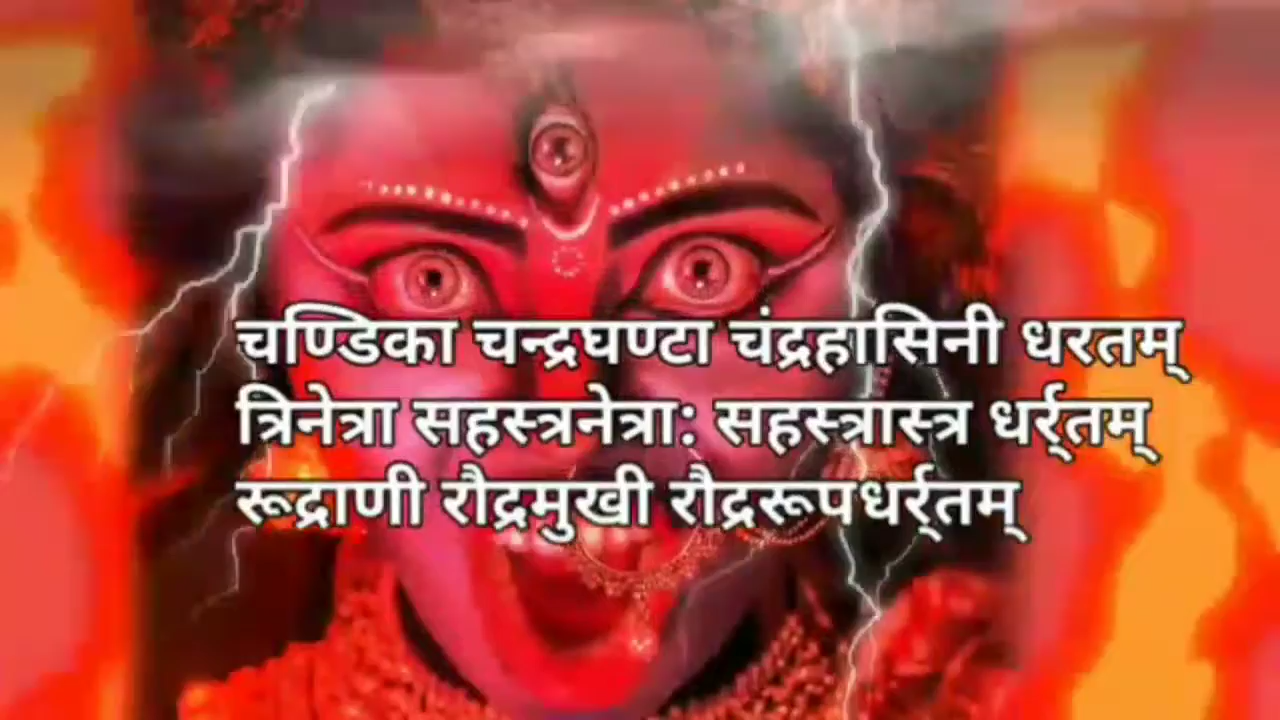 चण्डिका चन्द्रघण्टा चंद्रहासिनी धरतम्
त्रिनेत्रा सहस्त्रनेत्रा: सहस्त्रास्त्र धर्र्तम्
रूद्राणी रौद्रमुखी रौद्ररूपधर्र्तम्